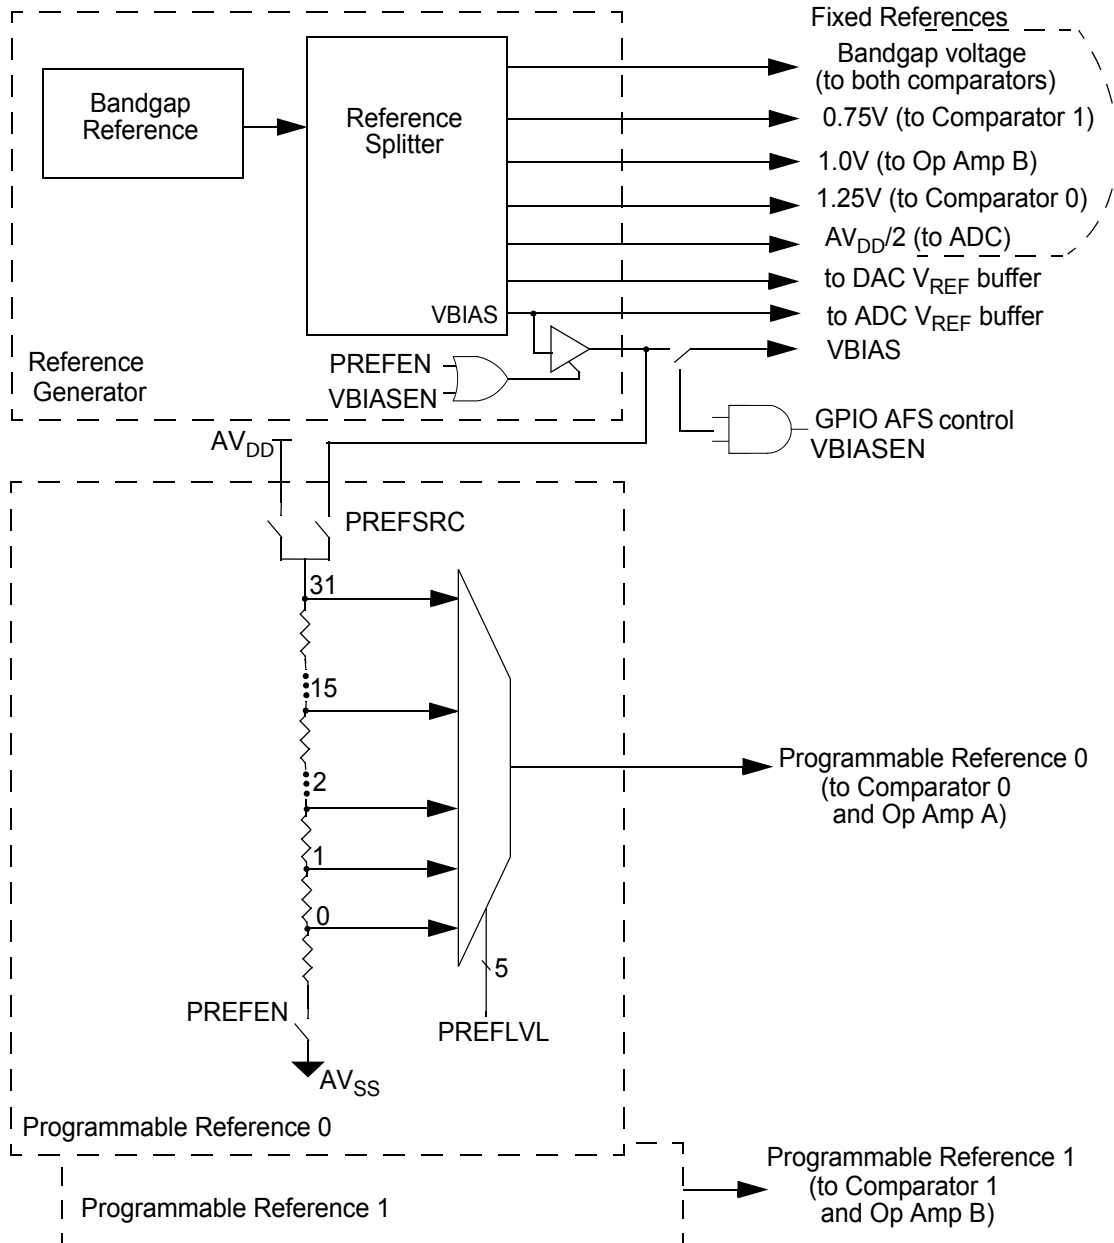 Fixed References
Bandgap
Reference
Reference
Splitter
Bandgap voltage
(to both comparators)
0.75V (to Comparator 1)
1.0V (to Op Amp B)
1.25V (to Comparator 0)
AVDD/2 (to ADC)
to DAC VREF buffer
VBIAS
to ADC VREF buffer
VBIAS
Reference
Generator
PREFEN
VBIASEN
GPIO AFS control
VBIASEN
AVDD
PREFSRC
31
15
2
1
0
5
PREFEN
PREFLVL
AVSS
Programmable Reference 0
(to Comparator 0
and Op Amp A)
Programmable Reference 0
Programmable Reference 1
(to Comparator 1
and Op Amp B)
Programmable Reference 1